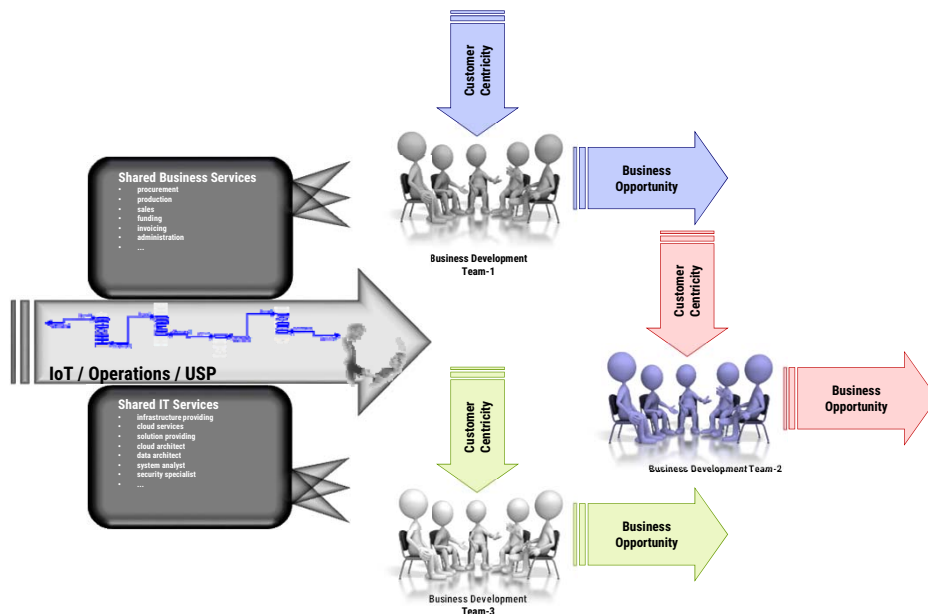 Customer
Centricity
Business
Opportunity
Business Development
Team-1
Shared Business Services
• procurement
• production
• sales
• funding
• invoicing
• administration
• ...
Customer
Centricity
IoT / Operations / USP
Business
Opportunity
Business Development Team-2
Shared IT Services
• infrastructure providing
• cloud services
• solution providing
• cloud architect
• data architect
• system analyst
• security specialist
• ...
Customer
Centricity
Business
Opportunity
Business Development
Team-3